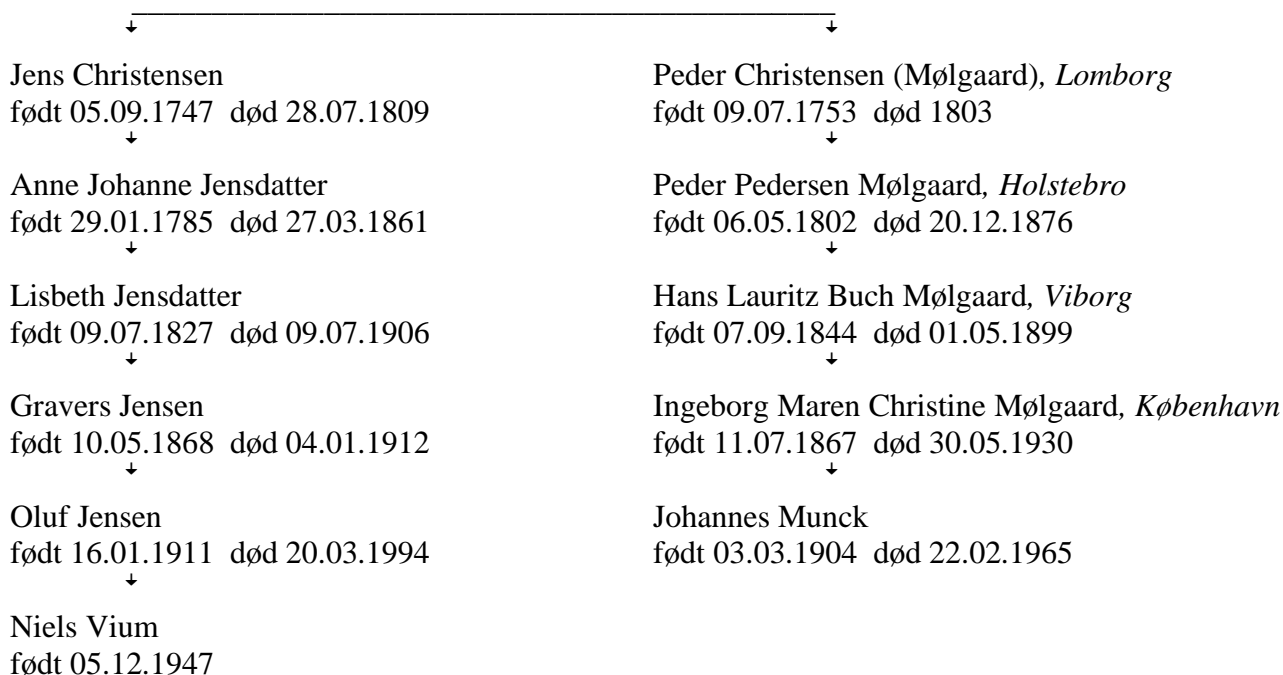 Jens Christensen
født 05.09.1747 død 28.07.1809
Anne Johanne Jensdatter
født 29.01.1785 død 27.03.1861
Lisbeth Jensdatter
født 09.07.1827 død 09.07.1906
Gravers Jensen
født 10.05.1868 død 04.01.1912
Oluf Jensen
født 16.01.1911 død 20.03.1994
Niels Vium
født 05.12.1947
Peder Christensen (Mølgaard), Lomborg
født 09.07.1753 død 1803
Peder Pedersen Mølgaard, Holstebro
født 06.05.1802 død 20.12.1876
Hans Lauritz Buch Mølgaard, Viborg
født 07.09.1844 død 01.05.1899
Ingeborg Maren Christine Mølgaard, København
født 11.07.1867 død 30.05.1930
Johannes Munck
født 03.03.1904 død 22.02.1965